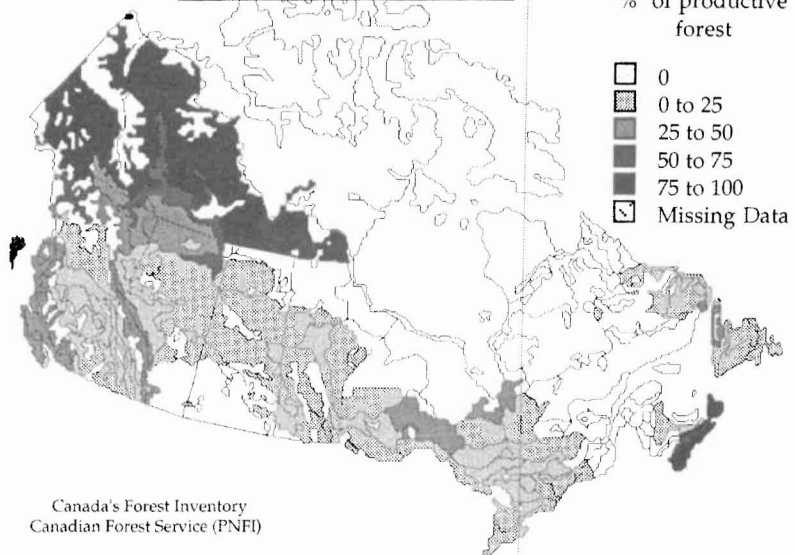 % of productive
forest
0
0 to 25
25 to 50
50 to 75
75 to 100
Missing Data
Canada's Forest Inventory
Canadian Forest Service (PNFI)